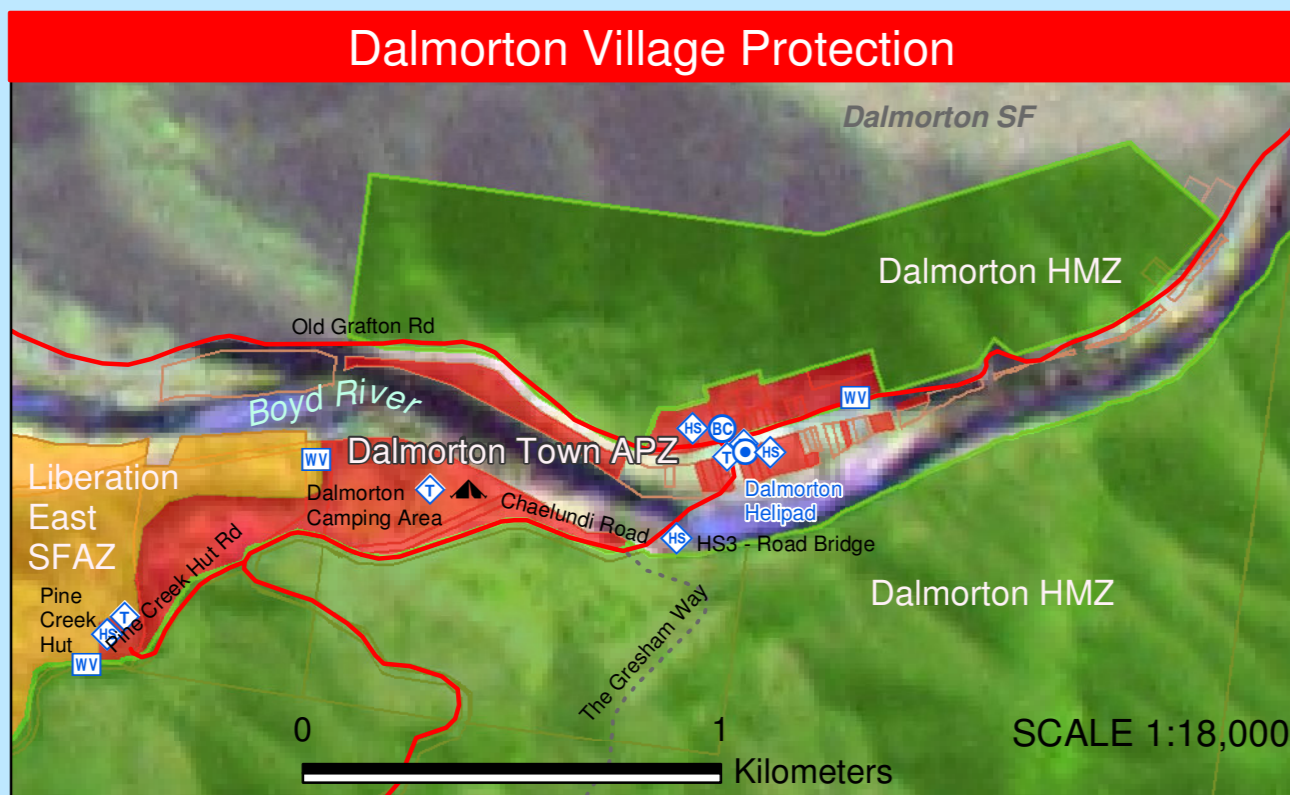 Dalmorton Village Protection
Dalmorton SF
Dalmorton HMZ
Old Grafton Rd
Boyd River
WV
HS
BC
WV
Dalmorton Town APZ
T
HS
Liberation
East
SFAZ
Dalmorton
Camping Area
T
Chaelundi Road
Dalmorton
Helipad
HS
HS3 - Road Bridge
Pine Creek Hut Rd
Pine
Creek
Hut
T
HS
WV
The Gresham Way
Dalmorton HMZ
0
1
Kilometers
SCALE 1:18,000